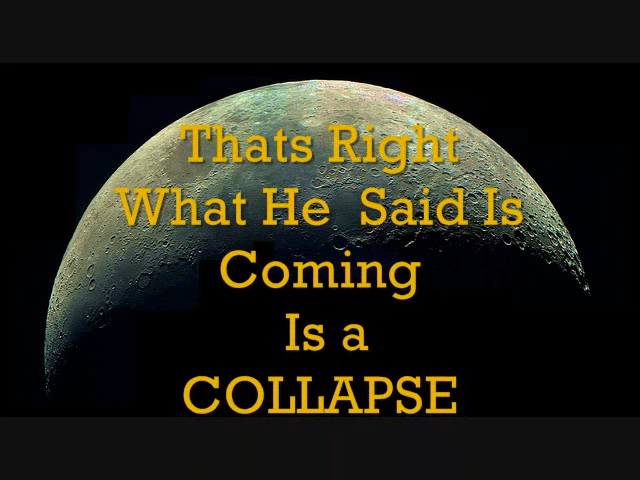 Thats Right
What He Said Is
Coming
Is a
COLLAPSE